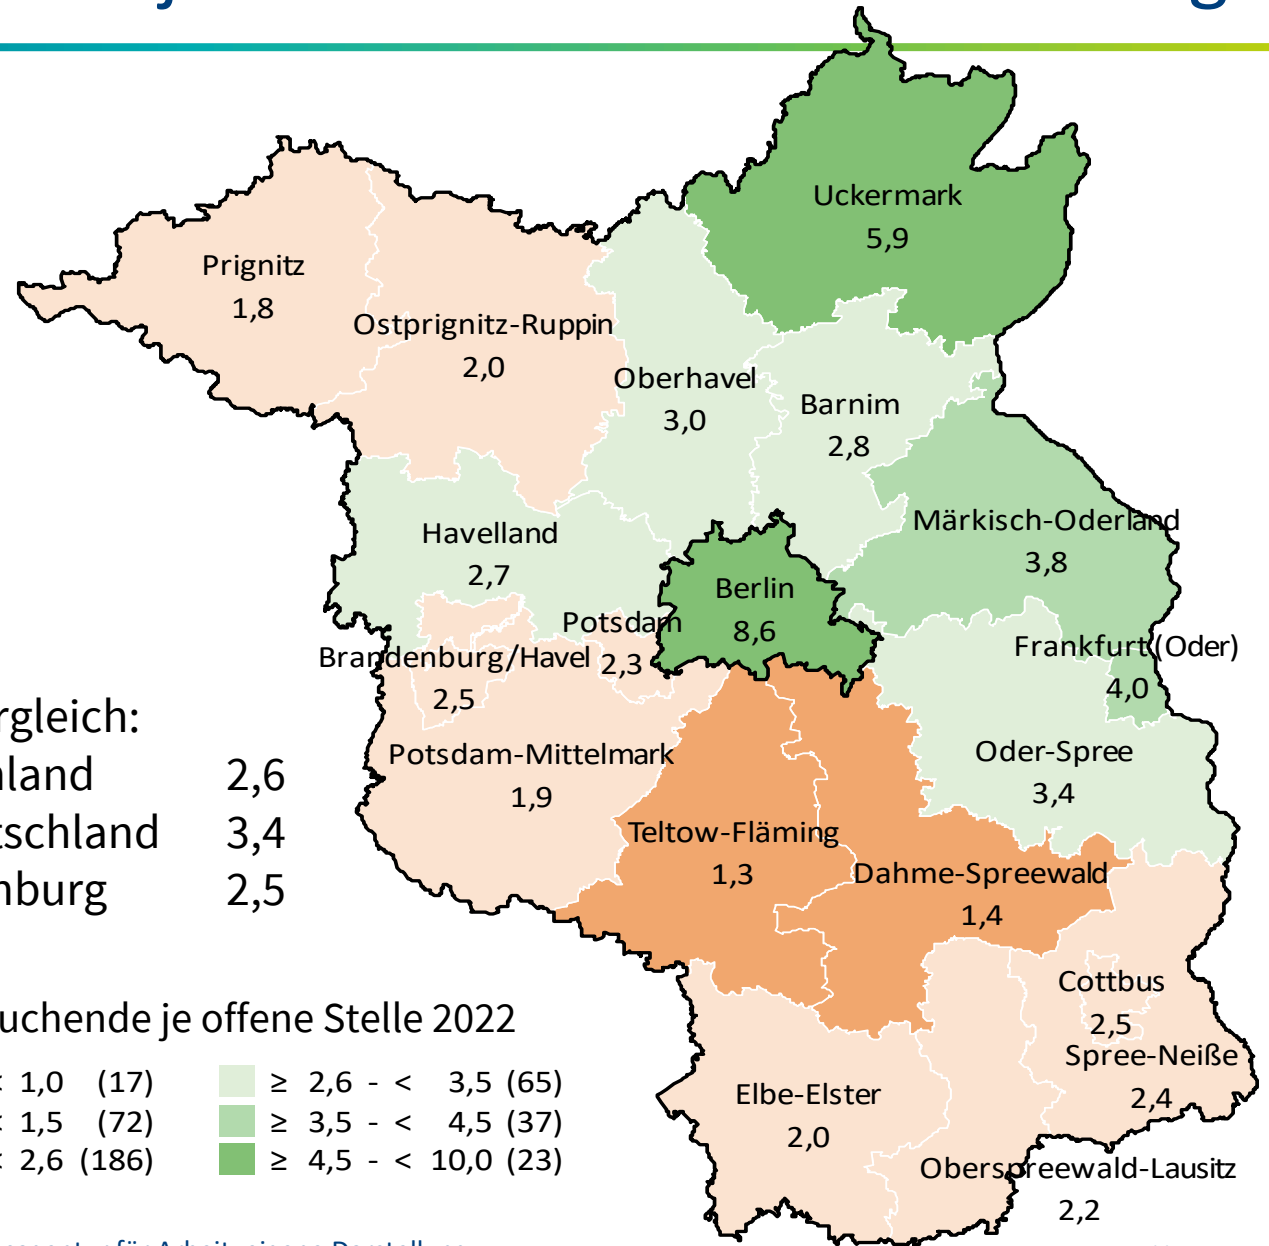 Uckermark
5,9
Prignitz
1,8
Ostprignitz-Ruppin
2,0
Oberhavel
3,0
Barnim
2,8
Märkisch-Oderland
3,8
Havelland
2,7
Berlin
8,6
Potsdam
2,3
Brandenburg/Havel
2,5
Frankfurt (Oder)
4,0
Oder-Spree
3,4
Potsdam-Mittelmark
1,9
Teltow-Fläming
1,3
Dahme-Spreewald
1,4
Cottbus
2,5
Spree-Neiße
2,4
Elbe-Elster
2,0
Oberspreewald-Lausitz
2,2
rgleich:
land 2,6
tschland 3,4
nburg 2,5
uchende je offene Stelle 2022
< 1,0 (17) ≥ 2,6 - < 3,5 (65)
< 1,5 (72) ≥ 3,5 - < 4,5 (37)
< 2,6 (186) ≥ 4,5 - < 10,0 (23)